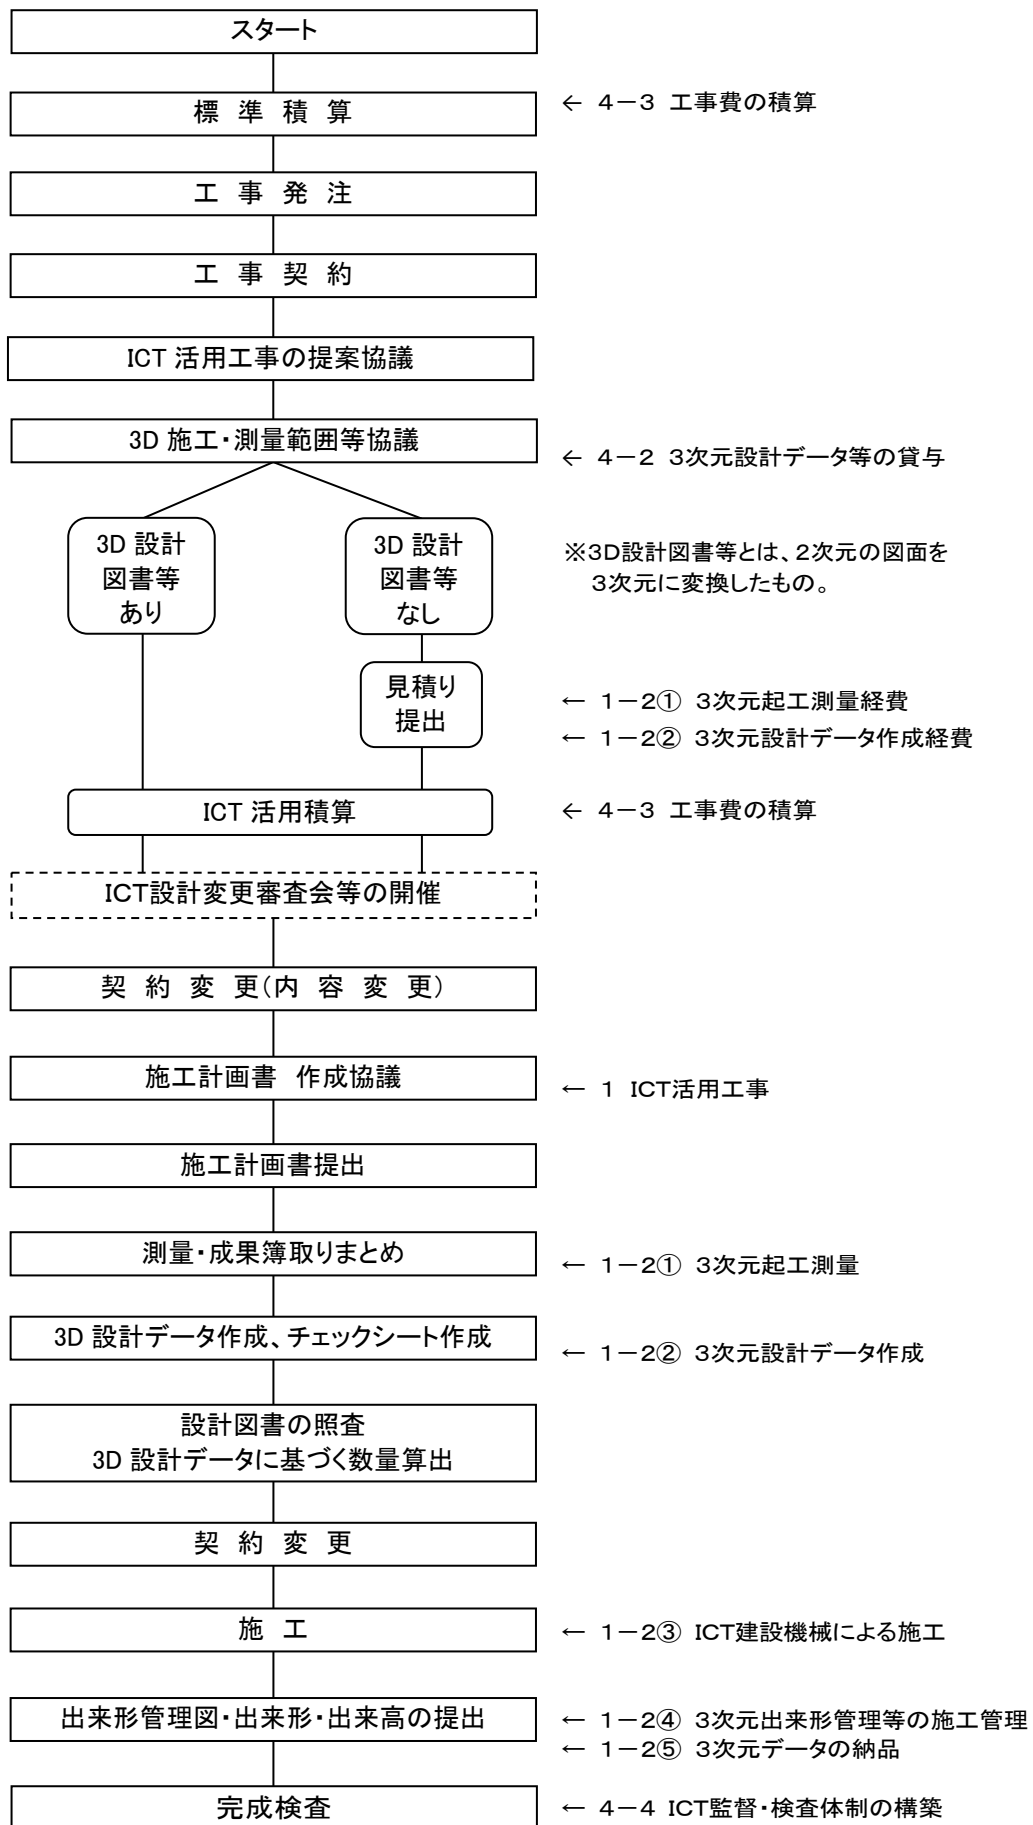 スタート
標 準 積 算
← 4－3 工事費の積算
工 事 発 注
工 事 契 約
ICT 活用工事の提案協議
3D 施工・測量範囲等協議
← 4－2 3次元設計データ等の貸与
3D 設計
図書等
あり
3D 設計
図書等
なし
※3D設計図書等とは、2次元の図面を
3次元に変換したもの。
見積り
提出
← 1－2① 3次元起工測量経費
← 1－2② 3次元設計データ作成経費
ICT 活用積算
← 4－3 工事費の積算
ICT設計変更審査会等の開催
契 約 変 更（内 容 変 更）
施工計画書 作成協議
← 1 ICT活用工事
施工計画書提出
測量・成果簿取りまとめ
← 1－2① 3次元起工測量
3D 設計データ作成、チェックシート作成
← 1－2② 3次元設計データ作成
設計図書の照査
3D 設計データに基づく数量算出
契 約 変 更
施 工
← 1－2③ ICT建設機械による施工
出来形管理図・出来形・出来高の提出
← 1－2④ 3次元出来形管理等の施工管理
← 1－2⑤ 3次元データの納品
完成検査
← 4－4 ICT監督・検査体制の構築